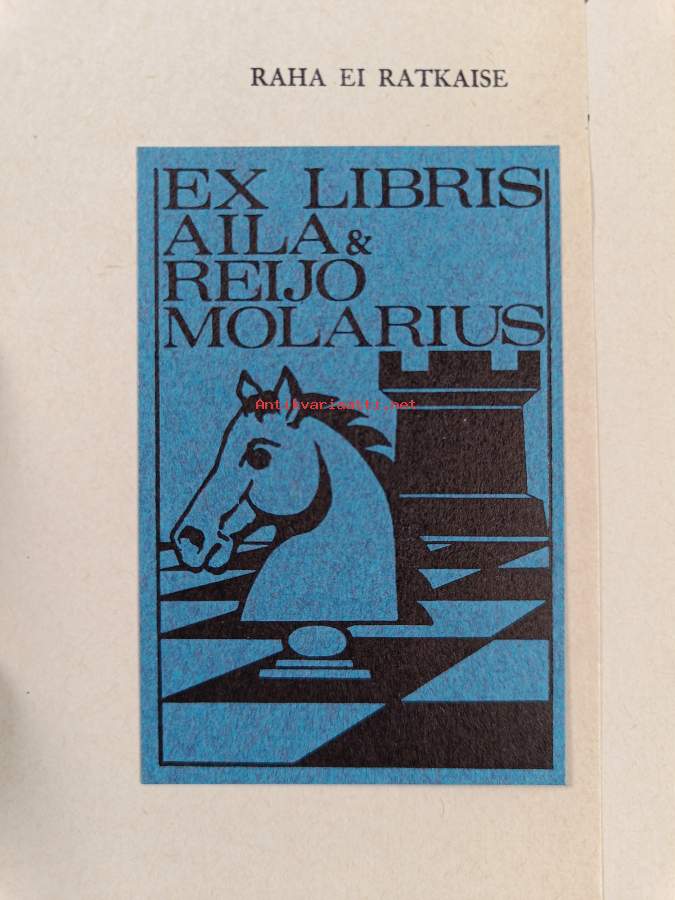 RAHA EI RATKAISE
EX LIBRIS
AILA &
REIJO
MOLARIUS
Antikvariaatti.net